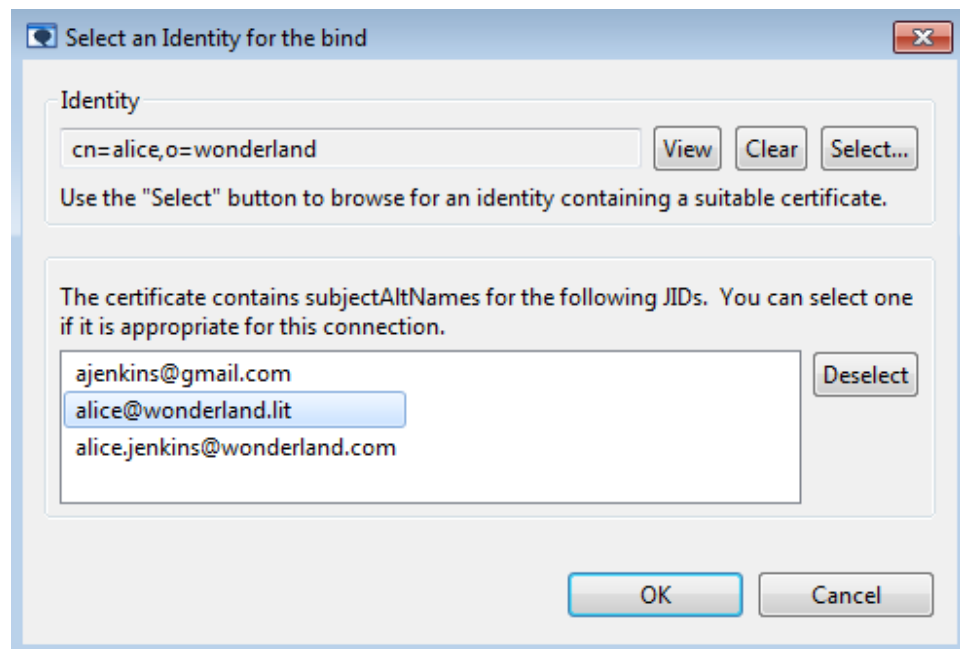 Select an Identity for the bind
Identity
cn=alice,o=wonderland
View
Clear
Select...
Use the "Select" button to browse for an identity containing a suitable certificate.
The certificate contains subjectAltNames for the following JIDs.  You can select one
if it is appropriate for this connection.
ajenkins@gmail.com
Deselect
alice@wonderland.lit
alice.jenkins@wonderland.com
OK
Cancel